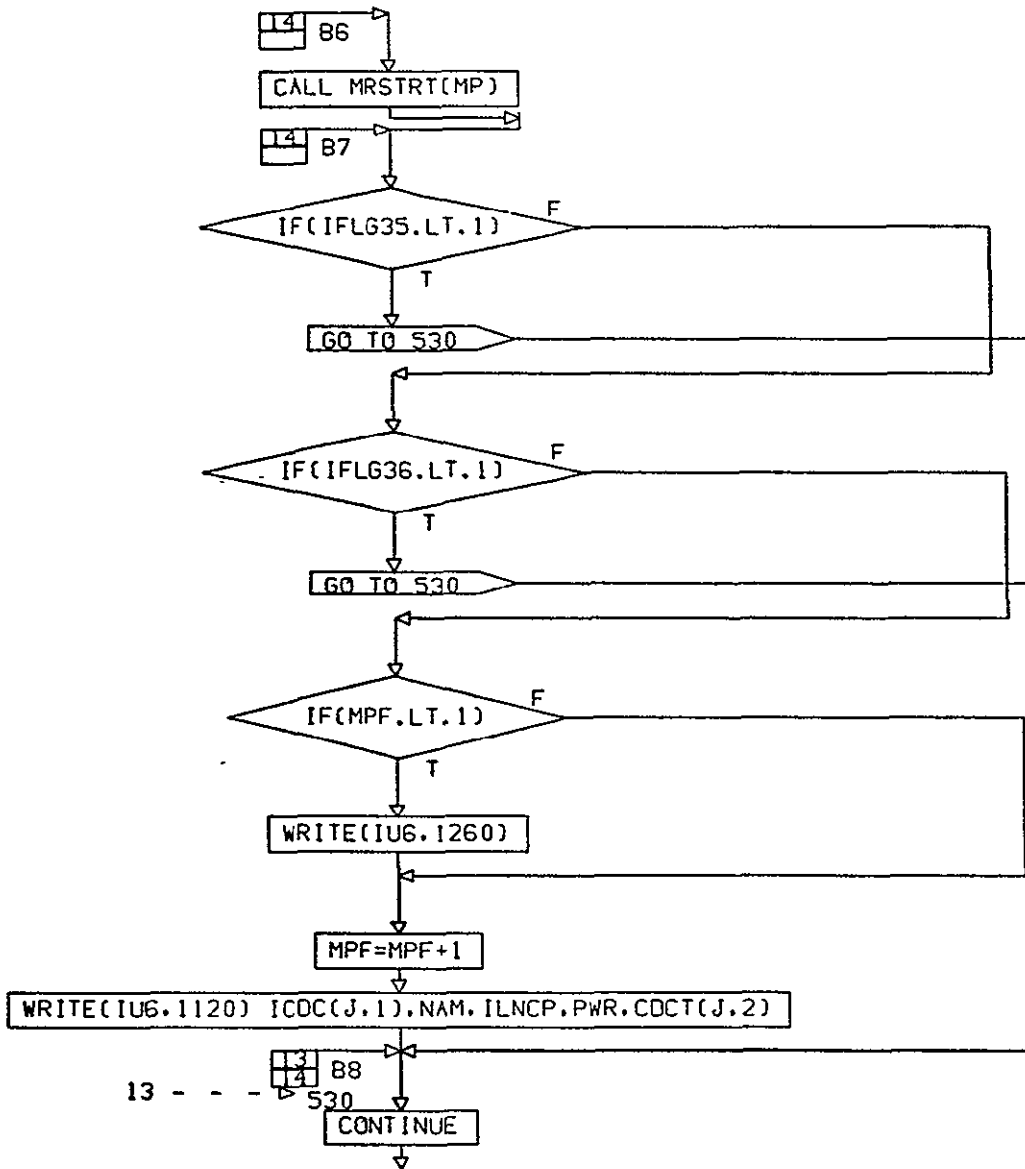 14 B6
CALL MRSTRT(MP)
14 B7
IF(IFLG35.LT.1)
F
T
GO TO 530
IF(IFLG36.LT.1)
F
T
GO TO 530
IF(MPF.LT.1)
F
T
WRITE(IU6.1260)
MPF=MPF+1
WRITE(IU6.1120) ICDC(J.1).NAM.ILNCP.PWR.CDCT(J.2)
13
14 B8
13 - - - 530
CONTINUE